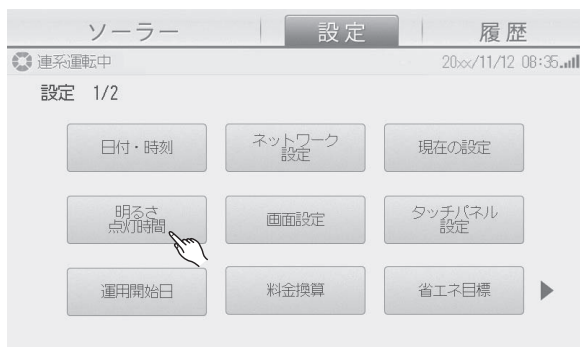 ソーラー
設定
履歴
連系運転中
20xx/11/12 08:35
設定 1/2
日付・時刻
ネットワーク
設定
現在の設定
明るさ
点灯時間
画面設定
タッチパネル
設定
運用開始日
料金換算
省エネ目標